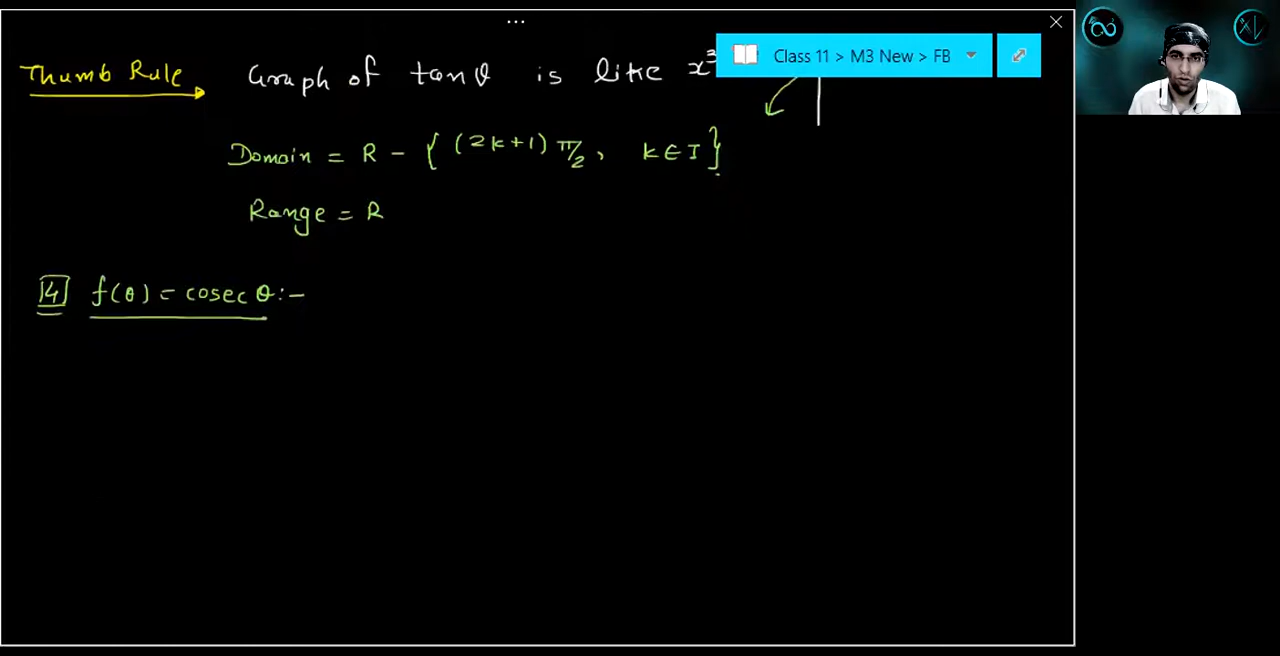 Thumb Rule Graph of tanθ is like x³
Class 11 > M3 New > FB
Domain = R - { (2k+1) π/2, k ∈ I }
Range = R
4 f(θ) = cosec θ :-